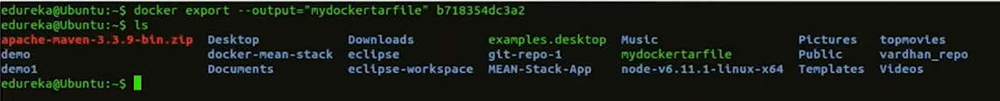 edureka@Ubuntu:~$ docker export --output="mydockertarfile" b718354dc3a2
edureka@Ubuntu:~$ ls
apache-maven-3.3.9-bin.zip Desktop Downloads examples.desktop Music Pictures topmovies
demo docker-mean-stack eclipse git-repo-1 mydockertarfile Public vardhan_repo
demo1 Documents eclipse-workspace MEAN-Stack-App node-v6.11.1-linux-x64 Templates Videos
edureka@Ubuntu:~$